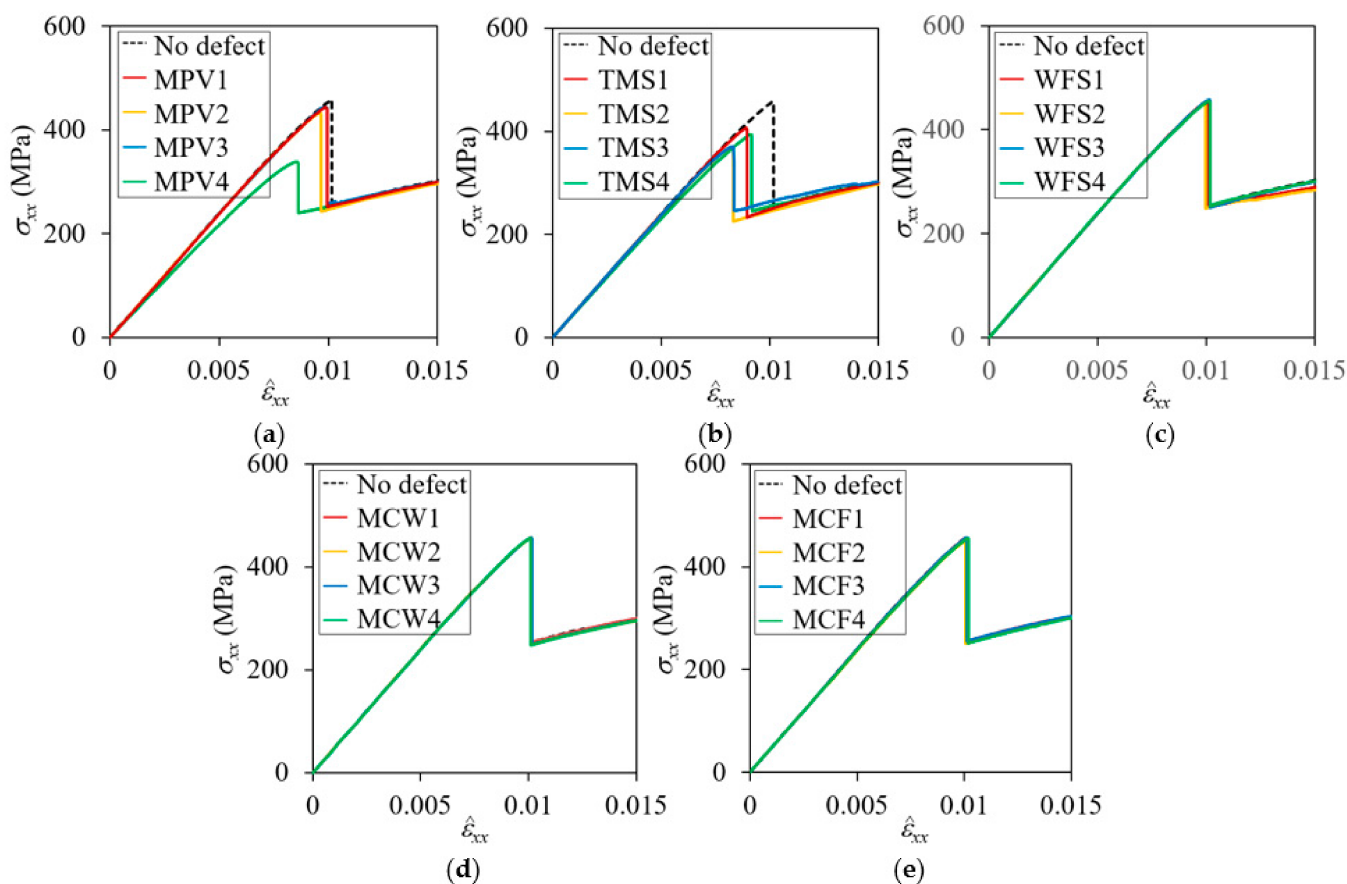 600
400
200
0
σxx (MPa)
No defect
MPV1
MPV2
MPV3
MPV4
0 0.005 0.01 0.015
ε̂xx
(a)
600
400
200
0
σxx (MPa)
No defect
TMS1
TMS2
TMS3
TMS4
0 0.005 0.01 0.015
ε̂xx
(b)
600
400
200
0
σxx (MPa)
No defect
WFS1
WFS2
WFS3
WFS4
0 0.005 0.01 0.015
ε̂xx
(c)
600
400
200
0
σxx (MPa)
No defect
MCW1
MCW2
MCW3
MCW4
0 0.005 0.01 0.015
ε̂xx
(d)
600
400
200
0
σxx (MPa)
No defect
MCF1
MCF2
MCF3
MCF4
0 0.005 0.01 0.015
ε̂xx
(e)